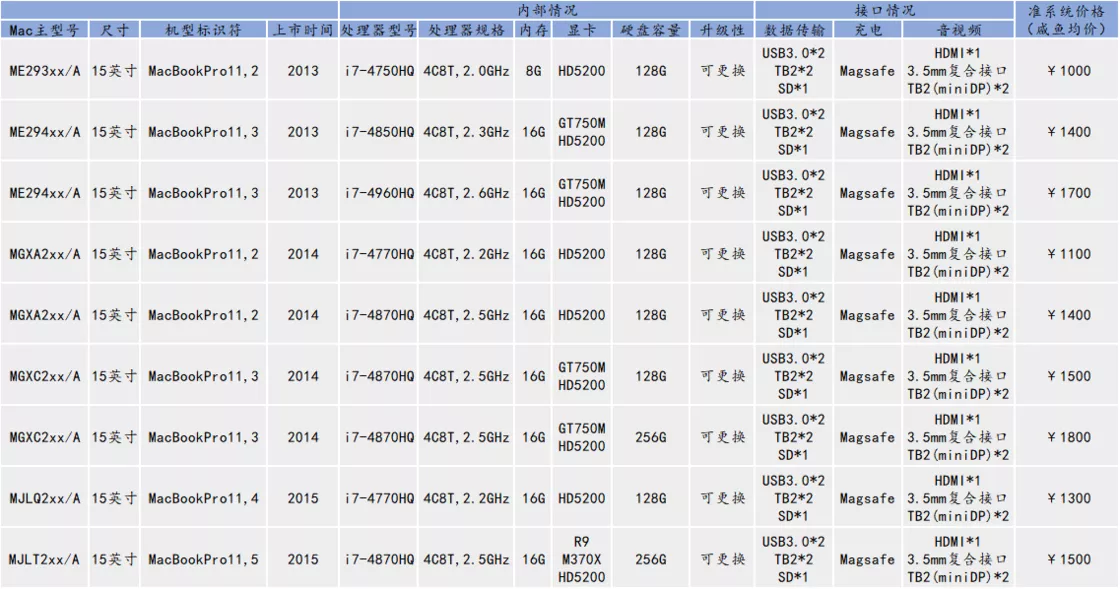 内部情况 接口情况 准系统价格
Mac主型号 尺寸 机型标识符 上市时间 处理器型号 处理器规格 内存 显卡 硬盘容量 升级性 数据传输 充电 音视频 (咸鱼均价)
USB3.0*2 HDMI*1
ME293xx/A 15英寸 MacBookPro11,2 2013 i7-4750HQ 4C8T,2.0GHz 8G HD5200 128G 可更换 TB2*2 Magsafe 3.5mm复合接口 ¥1000
SD*1 TB2(miniDP)*2
GT750M USB3.0*2 HDMI*1
ME294xx/A 15英寸 MacBookPro11,3 2013 i7-4850HQ 4C8T,2.3GHz 16G HD5200 128G 可更换 TB2*2 Magsafe 3.5mm复合接口 ¥1400
SD*1 TB2(miniDP)*2
GT750M USB3.0*2 HDMI*1
ME294xx/A 15英寸 MacBookPro11,3 2013 i7-4960HQ 4C8T,2.6GHz 16G HD5200 128G 可更换 TB2*2 Magsafe 3.5mm复合接口 ¥1700
SD*1 TB2(miniDP)*2
USB3.0*2 HDMI*1
MGXA2xx/A 15英寸 MacBookPro11,2 2014 i7-4770HQ 4C8T,2.2GHz 16G HD5200 128G 可更换 TB2*2 Magsafe 3.5mm复合接口 ¥1100
SD*1 TB2(miniDP)*2
USB3.0*2 HDMI*1
MGXA2xx/A 15英寸 MacBookPro11,2 2014 i7-4870HQ 4C8T,2.5GHz 16G HD5200 128G 可更换 TB2*2 Magsafe 3.5mm复合接口 ¥1400
SD*1 TB2(miniDP)*2
GT750M USB3.0*2 HDMI*1
MGXC2xx/A 15英寸 MacBookPro11,3 2014 i7-4870HQ 4C8T,2.5GHz 16G HD5200 128G 可更换 TB2*2 Magsafe 3.5mm复合接口 ¥1500
SD*1 TB2(miniDP)*2
GT750M USB3.0*2 HDMI*1
MGXC2xx/A 15英寸 MacBookPro11,3 2014 i7-4870HQ 4C8T,2.5GHz 16G HD5200 256G 可更换 TB2*2 Magsafe 3.5mm复合接口 ¥1800
SD*1 TB2(miniDP)*2
USB3.0*2 HDMI*1
MJLQ2xx/A 15英寸 MacBookPro11,4 2015 i7-4770HQ 4C8T,2.2GHz 16G HD5200 128G 可更换 TB2*2 Magsafe 3.5mm复合接口 ¥1300
SD*1 TB2(miniDP)*2
R9 USB3.0*2 HDMI*1
MJLT2xx/A 15英寸 MacBookPro11,5 2015 i7-4870HQ 4C8T,2.5GHz 16G M370X 256G 可更换 TB2*2 Magsafe 3.5mm复合接口 ¥1500
HD5200 SD*1 TB2(miniDP)*2